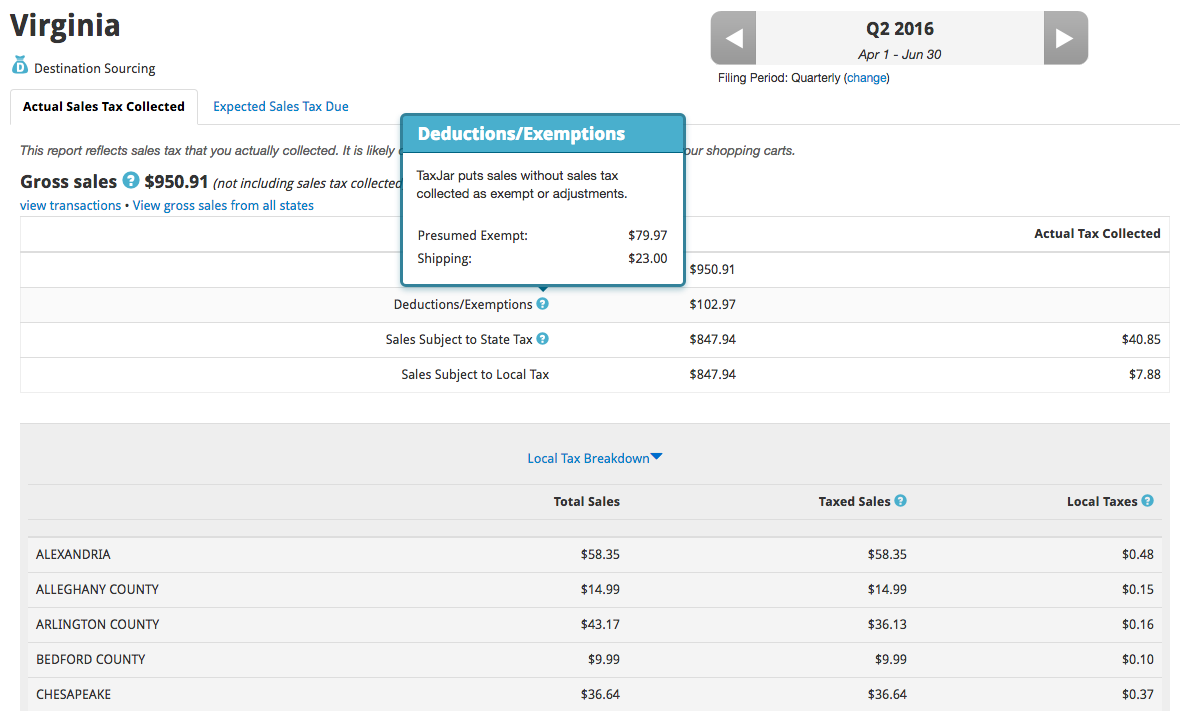 Virginia
Q2 2016
Apr 1 - Jun 30
D Destination Sourcing
Filing Period: Quarterly (change)
Actual Sales Tax Collected Expected Sales Tax Due
Deductions/Exemptions
This report reflects sales tax that you actually collected. It is likely our shopping carts.
TaxJar puts sales without sales tax
collected as exempt or adjustments.
Gross sales ? $950.91 (not including sales tax collected
view transactions • View gross sales from all states
Presumed Exempt: $79.97
Shipping: $23.00
Actual Tax Collected
$950.91
Deductions/Exemptions ? $102.97
Sales Subject to State Tax ? $847.94 $40.85
Sales Subject to Local Tax $847.94 $7.88
Local Tax Breakdown
Total Sales Taxed Sales ? Local Taxes ?
ALEXANDRIA $58.35 $58.35 $0.48
ALLEGHANY COUNTY $14.99 $14.99 $0.15
ARLINGTON COUNTY $43.17 $36.13 $0.16
BEDFORD COUNTY $9.99 $9.99 $0.10
CHESAPEAKE $36.64 $36.64 $0.37